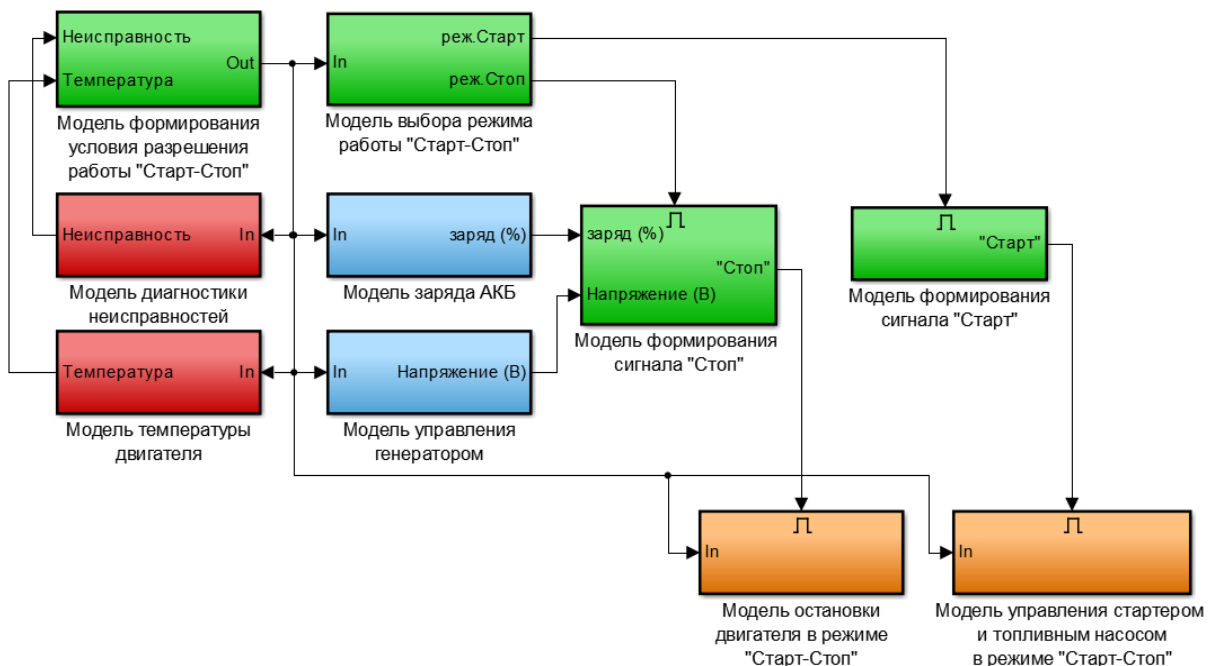 Неисправность
Температура
Out
Модель формирования
условия разрешения
работы "Старт-Стоп"
In
реж.Старт
реж.Стоп
Модель выбора режима
работы "Старт-Стоп"
Неисправность
In
Модель диагностики
неисправностей
In
заряд (%)
Модель заряда АКБ
заряд (%)
Напряжение (В)
"Стоп"
Модель формирования
сигнала "Стоп"
"Старт"
Модель формирования
сигнала "Старт"
Температура
In
Модель температуры
двигателя
In
Напряжение (В)
Модель управления
генератором
In
Модель остановки
двигателя в режиме
"Старт-Стоп"
In
Модель управления стартером
и топливным насосом
в режиме "Старт-Стоп"